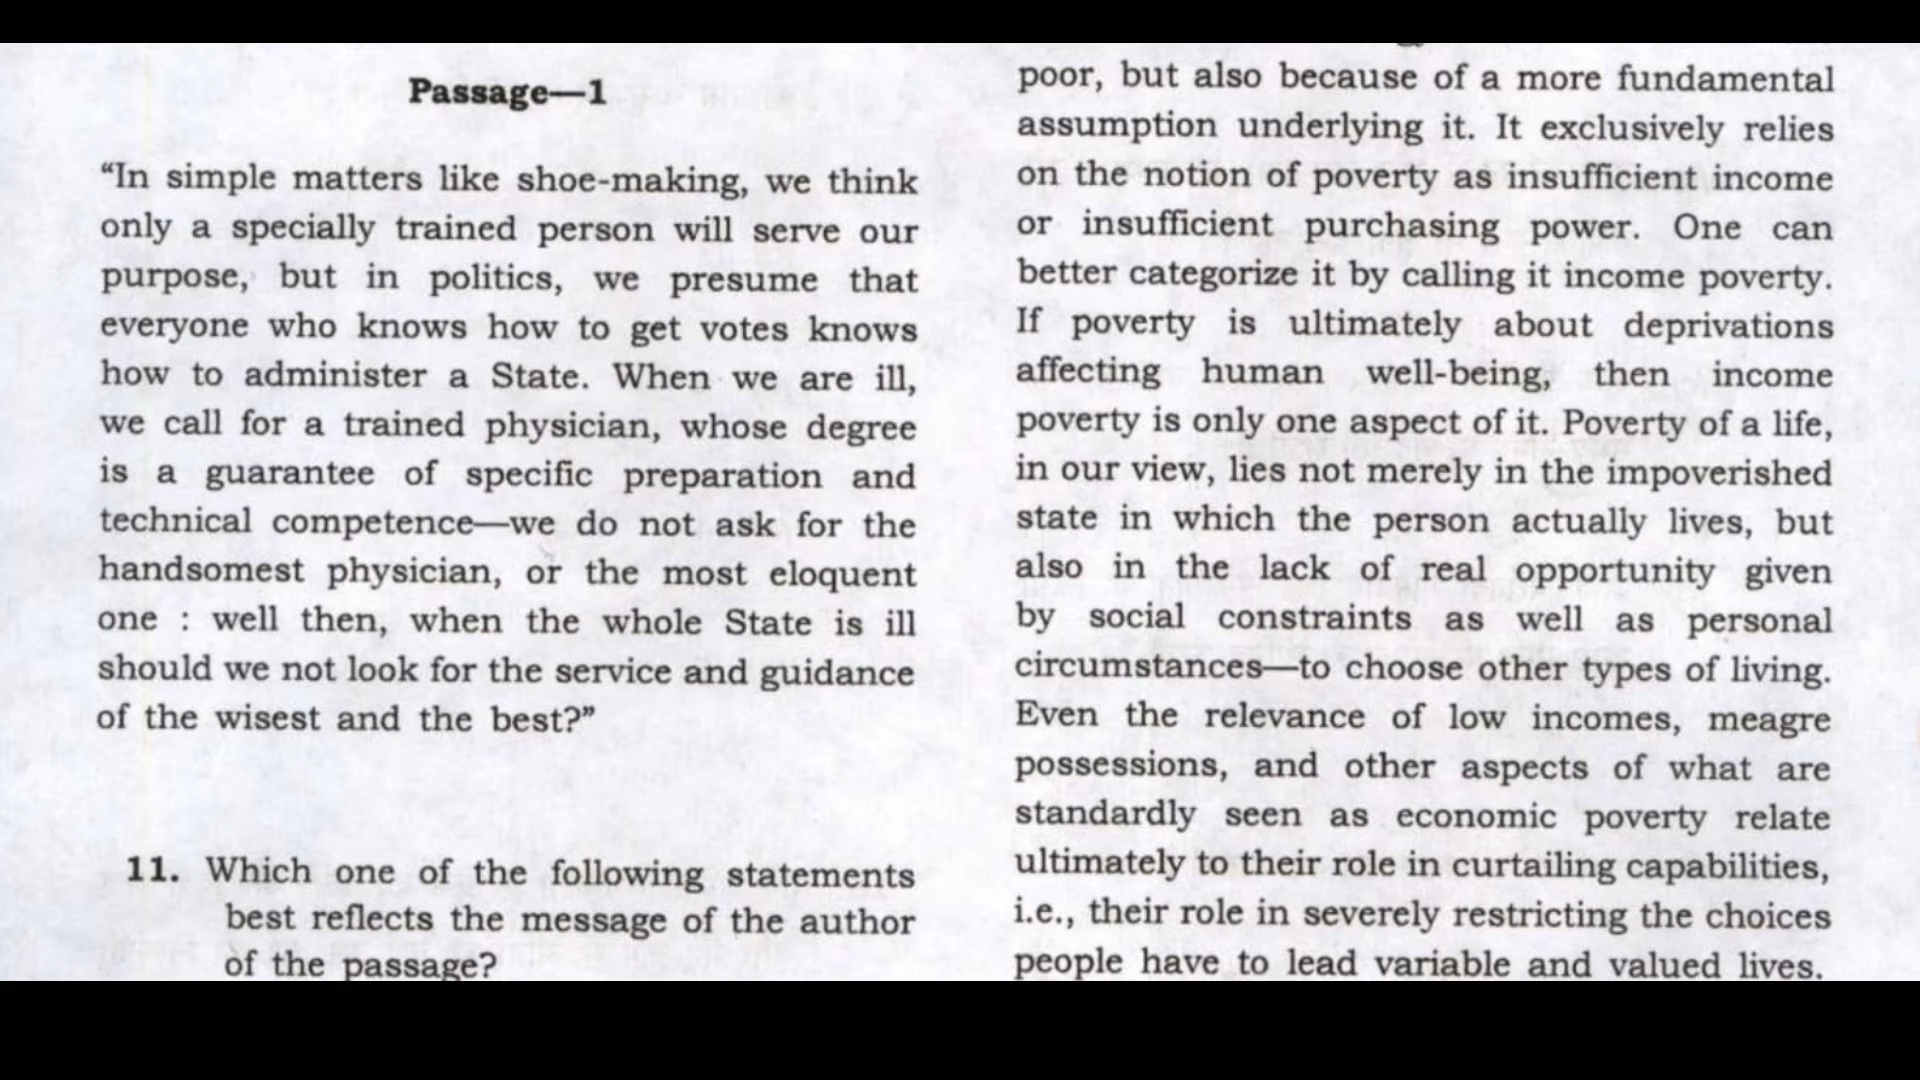 Passage—1
“In simple matters like shoe-making, we think
only a specially trained person will serve our
purpose, but in politics, we presume that
everyone who knows how to get votes knows
how to administer a State. When we are ill,
we call for a trained physician, whose degree
is a guarantee of specific preparation and
technical competence—we do not ask for the
handsomest physician, or the most eloquent
one : well then, when the whole State is ill
should we not look for the service and guidance
of the wisest and the best?”
11. Which one of the following statements
best reflects the message of the author
of the passage?
poor, but also because of a more fundamental
assumption underlying it. It exclusively relies
on the notion of poverty as insufficient income
or insufficient purchasing power. One can
better categorize it by calling it income poverty.
If poverty is ultimately about deprivations
affecting human well-being, then income
poverty is only one aspect of it. Poverty of a life,
in our view, lies not merely in the impoverished
state in which the person actually lives, but
also in the lack of real opportunity given
by social constraints as well as personal
circumstances—to choose other types of living.
Even the relevance of low incomes, meagre
possessions, and other aspects of what are
standardly seen as economic poverty relate
ultimately to their role in curtailing capabilities,
i.e., their role in severely restricting the choices
people have to lead variable and valued lives.